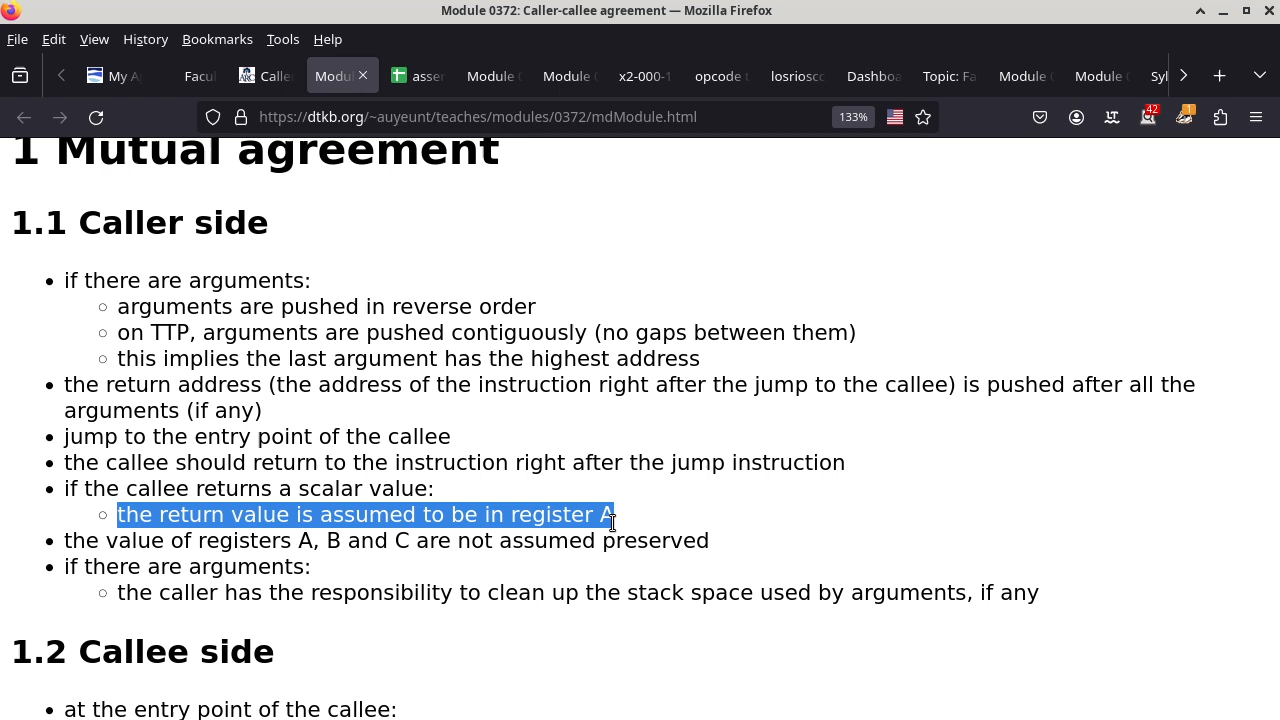 Module 0372: Caller-callee agreement — Mozilla Firefox
File Edit View History Bookmarks Tools Help
My A Facul Calle Modul asser Module Module x2-000-1 opcode t losriosco Dashboa Topic: Fa Module Module Syl
https://dtkb.org/~auyeunt/teaches/modules/0372/mdModule.html 133% 42 1
1 Mutual agreement
1.1 Caller side
• if there are arguments:
◦ arguments are pushed in reverse order
◦ on TTP, arguments are pushed contiguously (no gaps between them)
◦ this implies the last argument has the highest address
• the return address (the address of the instruction right after the jump to the callee) is pushed after all the
arguments (if any)
• jump to the entry point of the callee
• the callee should return to the instruction right after the jump instruction
• if the callee returns a scalar value:
◦ the return value is assumed to be in register A
• the value of registers A, B and C are not assumed preserved
• if there are arguments:
◦ the caller has the responsibility to clean up the stack space used by arguments, if any
1.2 Callee side
• at the entry point of the callee: